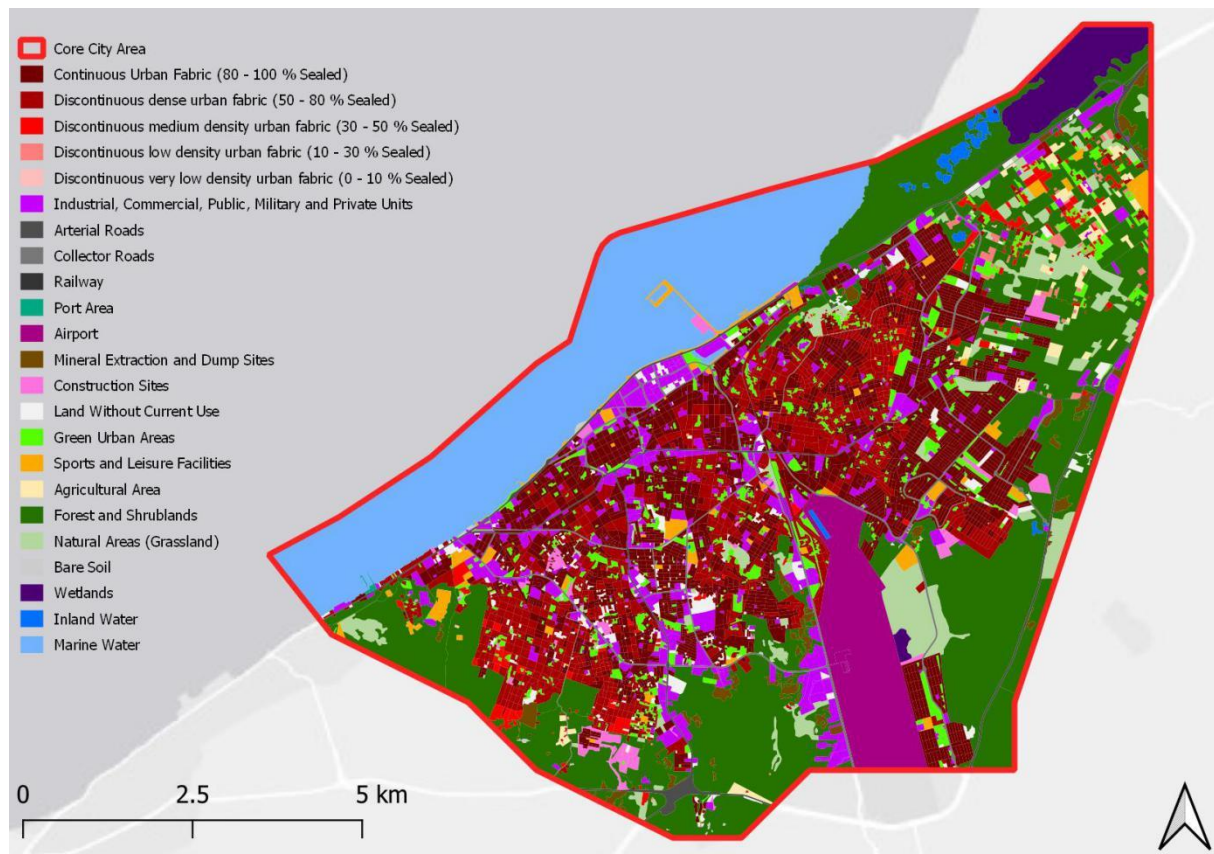 Core City Area
Continuous Urban Fabric (80 - 100 % Sealed)
Discontinuous dense urban fabric (50 - 80 % Sealed)
Discontinuous medium density urban fabric (30 - 50 % Sealed)
Discontinuous low density urban fabric (10 - 30 % Sealed)
Discontinuous very low density urban fabric (0 - 10 % Sealed)
Industrial, Commercial, Public, Military and Private Units
Arterial Roads
Collector Roads
Railway
Port Area
Airport
Mineral Extraction and Dump Sites
Construction Sites
Land Without Current Use
Green Urban Areas
Sports and Leisure Facilities
Agricultural Area
Forest and Shrublands
Natural Areas (Grassland)
Bare Soil
Wetlands
Inland Water
Marine Water
0 2.5 5 km